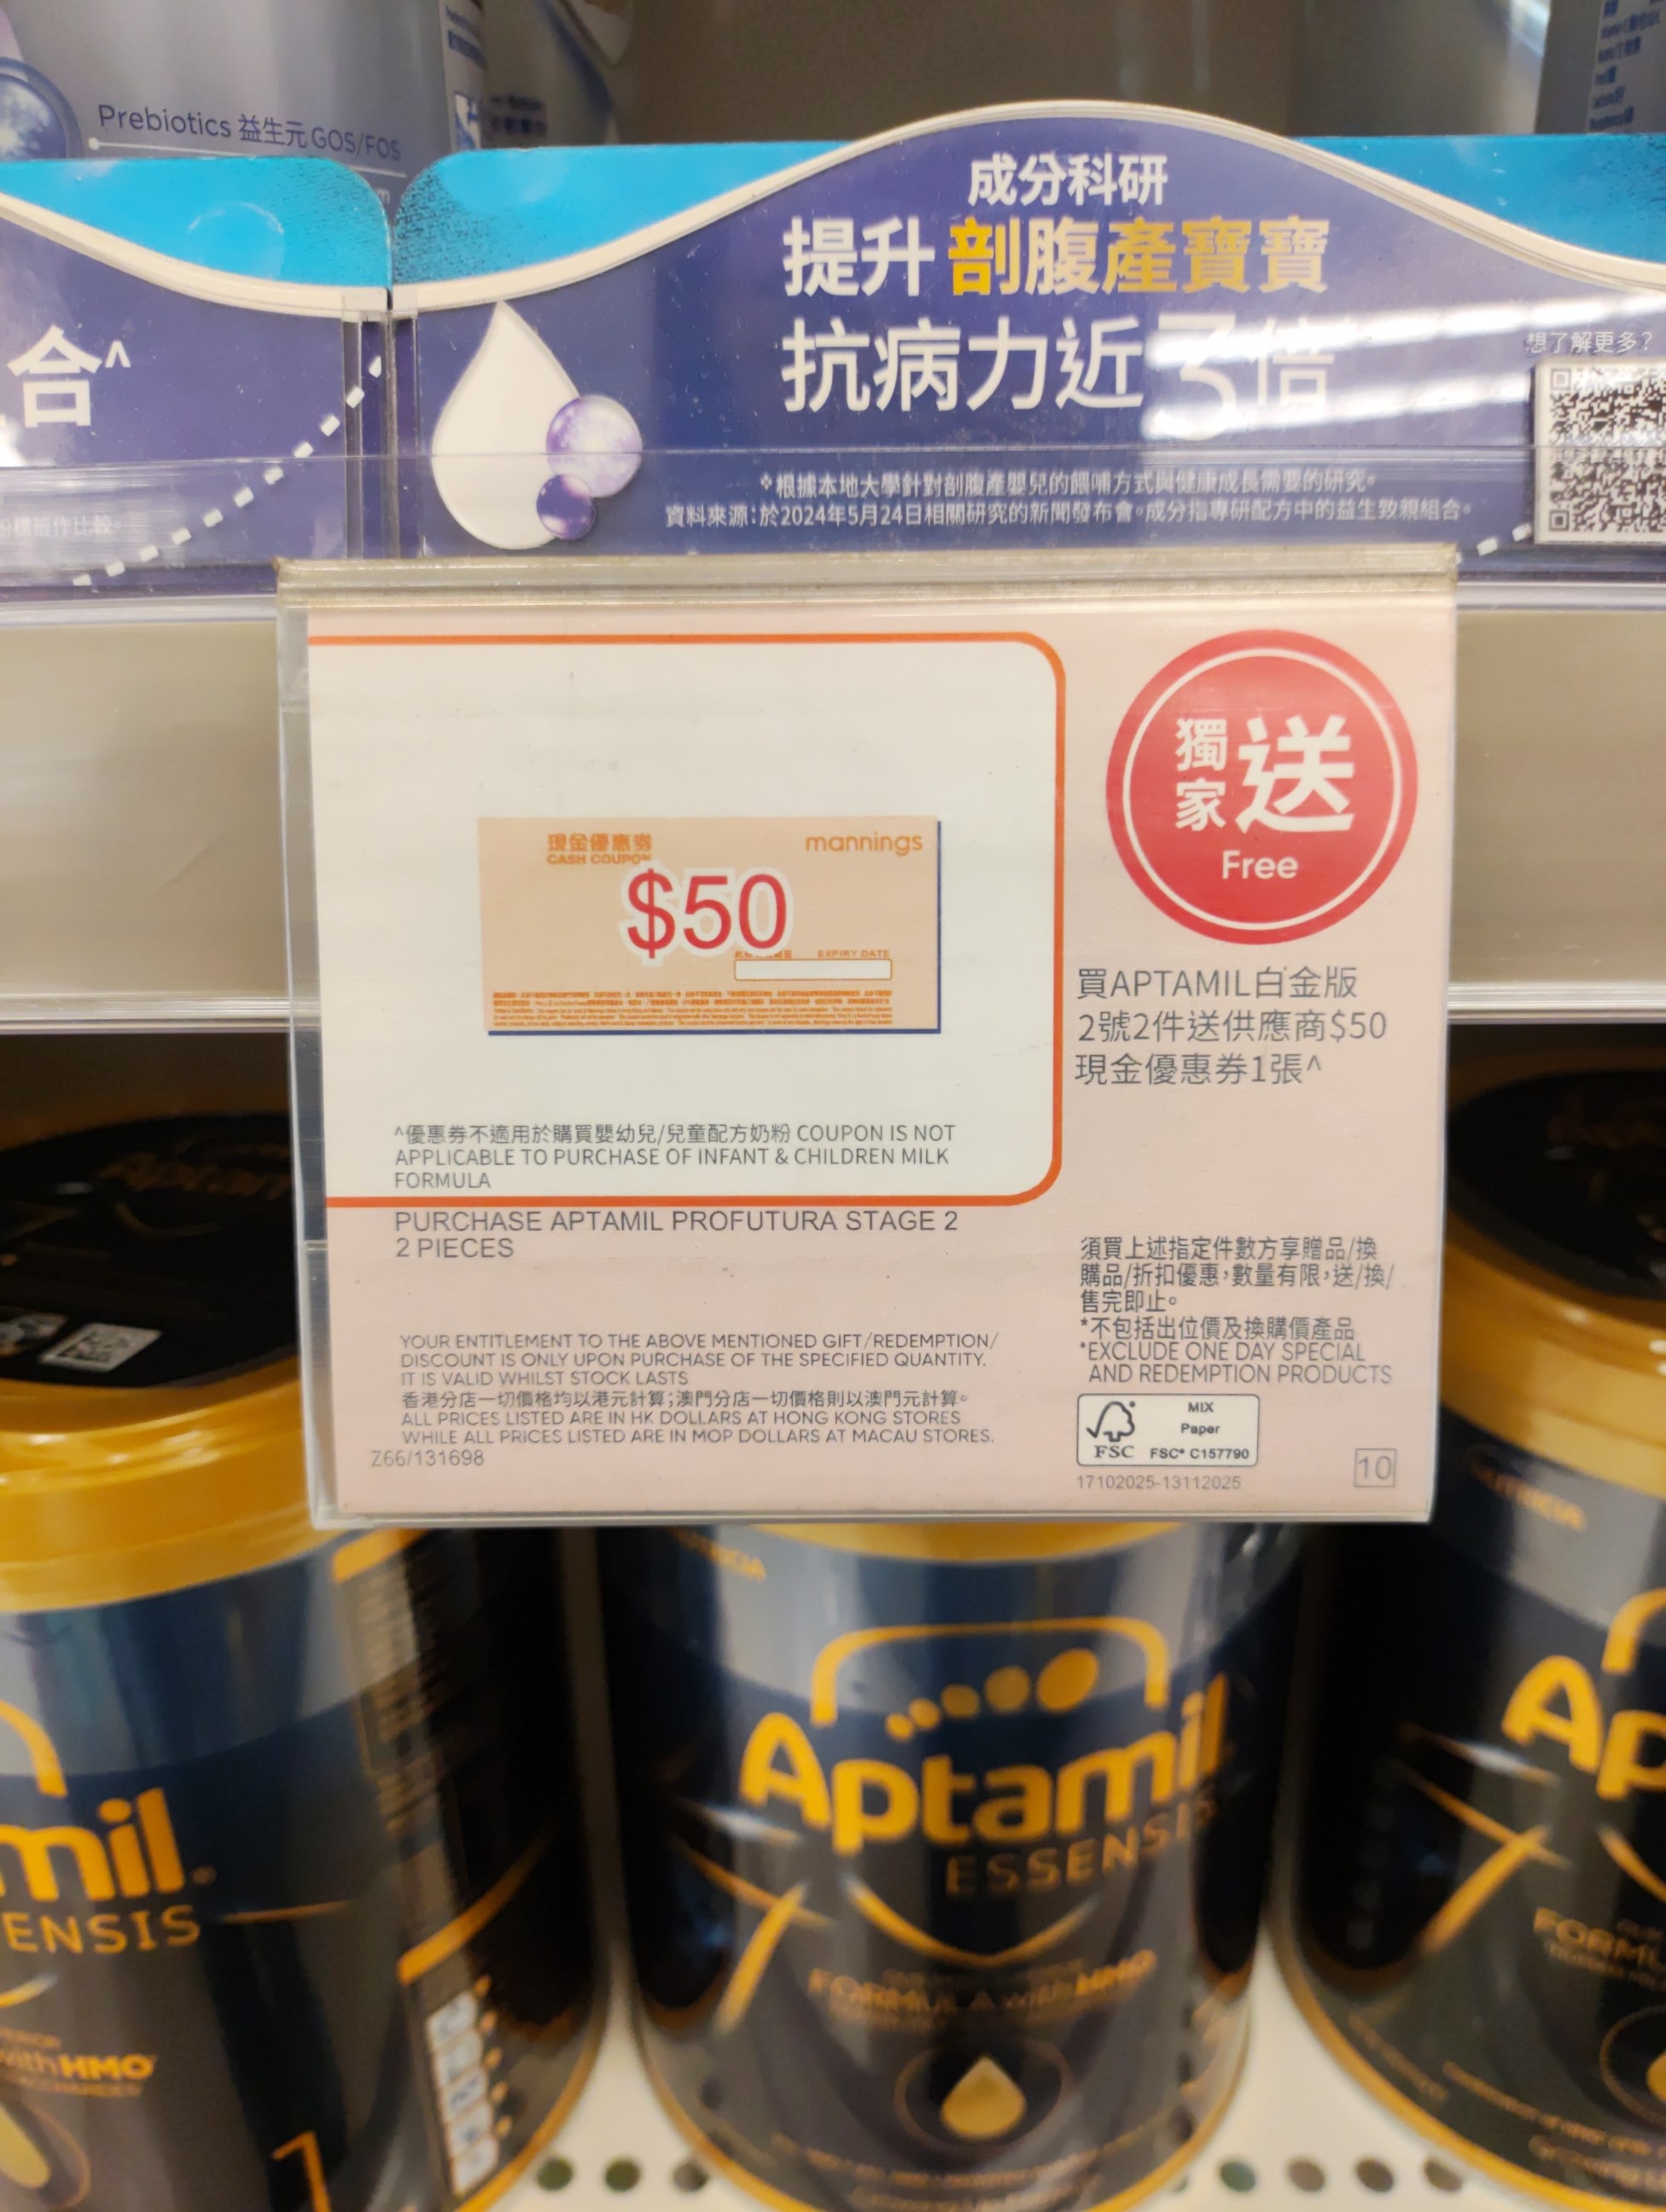 Prebiotics 益生元 GOS/FOS
合^
成分科研
提升剖腹產寶寶
抗病力近3倍
想了解更多?
*根據本地大學針對剖腹產嬰兒的餵哺方式與健康成長需要的研究。
資料來源:於2024年5月24日相關研究的新聞發布會。成分指專研配方中的益生致親組合。
現金優惠券
CASH COUPON
mannings
$50
EXPIRY DATE
獨家送
Free
買APTAMIL白金版
2號2件送供應商$50
現金優惠券1張^
^優惠券不適用於購買嬰幼兒/兒童配方奶粉 COUPON IS NOT
APPLICABLE TO PURCHASE OF INFANT & CHILDREN MILK
FORMULA
PURCHASE APTAMIL PROFUTURA STAGE 2
2 PIECES
須買上述指定件數方享贈品/換
購品/折扣優惠,數量有限,送/換/
售完即止。
*不包括出位價及換購價產品
*EXCLUDE ONE DAY SPECIAL
AND REDEMPTION PRODUCTS
YOUR ENTITLEMENT TO THE ABOVE MENTIONED GIFT/REDEMPTION/
DISCOUNT IS ONLY UPON PURCHASE OF THE SPECIFIED QUANTITY.
IT IS VALID WHILST STOCK LASTS
香港分店一切價格均以港元計算;澳門分店一切價格則以澳門元計算。
ALL PRICES LISTED ARE IN HK DOLLARS AT HONG KONG STORES
WHILE ALL PRICES LISTED ARE IN MOP DOLLARS AT MACAU STORES.
Z66/131698
FSC
MIX
Paper
FSC® C157790
17102025-13112025
10
mil
ENSIS
with HMO
1
Aptamil
ESSENSIS
FORMULA with HMO
NUTRICIA
Ap